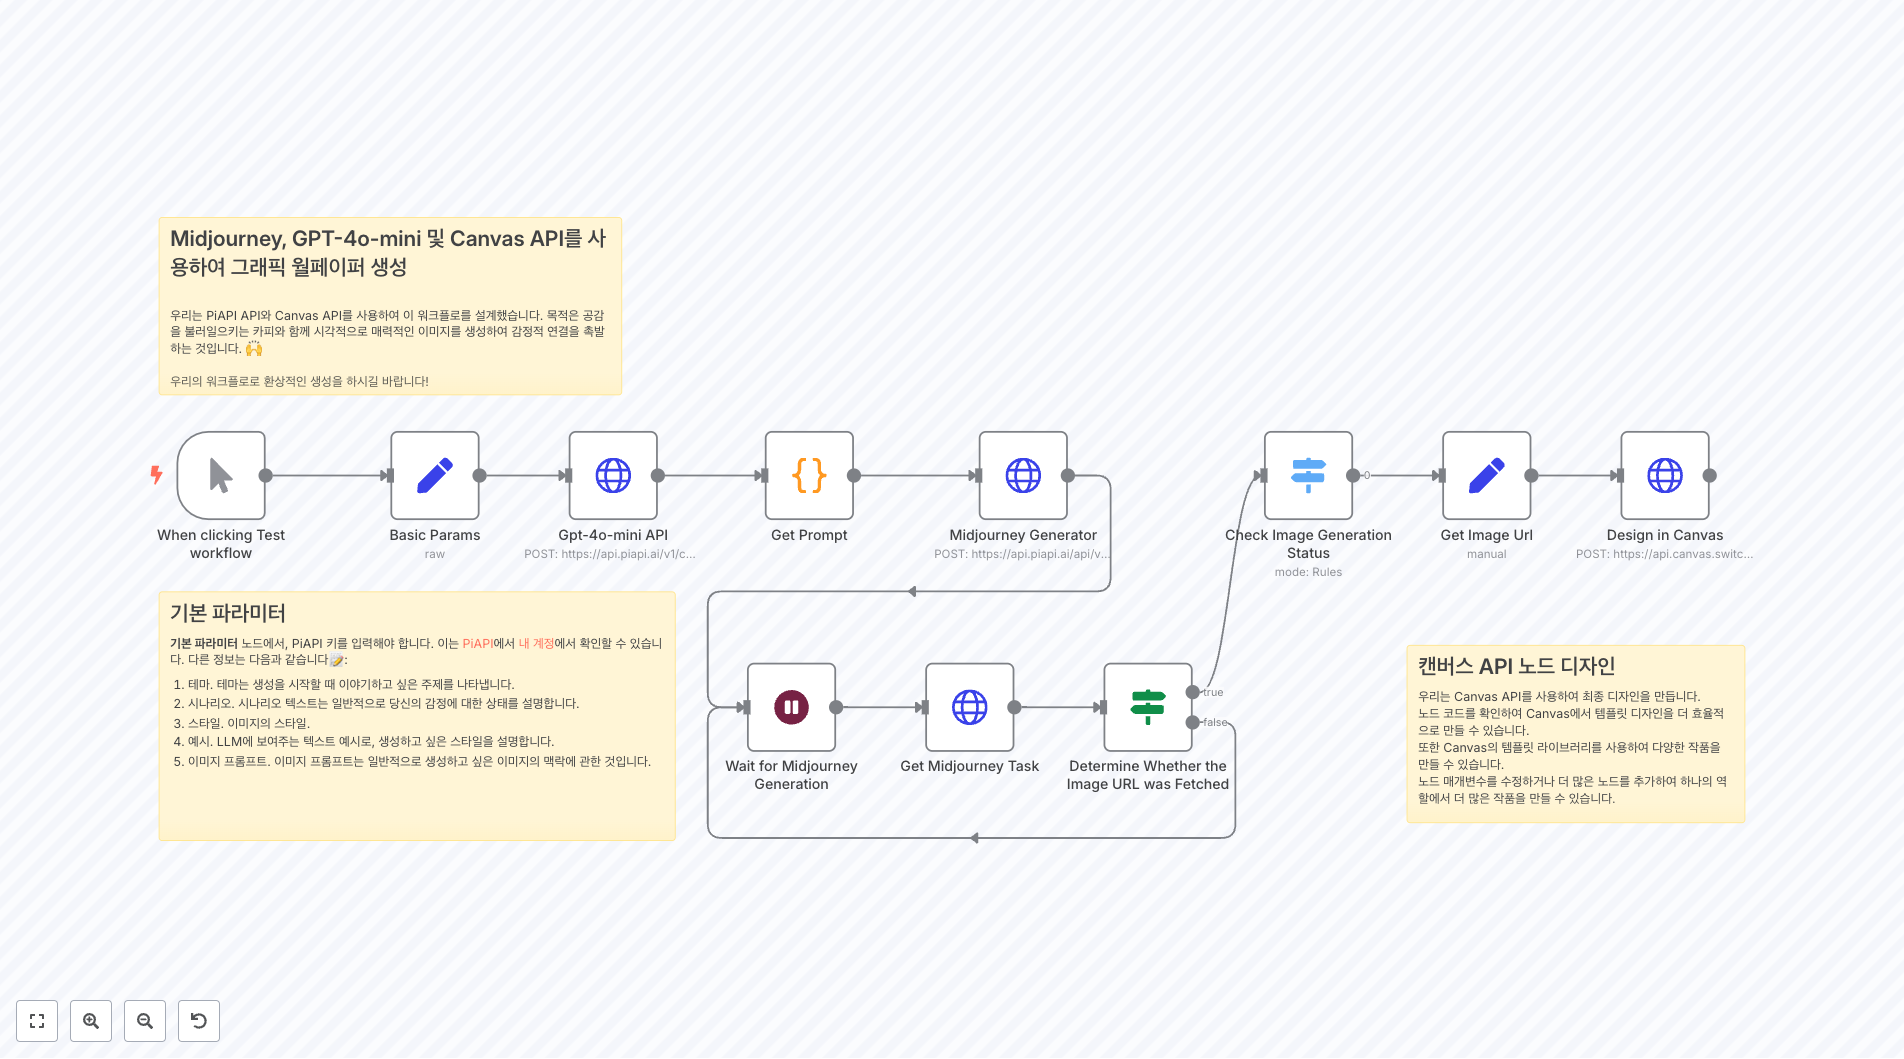 Midjourney, GPT-4o-mini 및 Canvas API를 사
용하여 그래픽 월페이퍼 생성
우리는 PiAPI API와 Canvas API를 사용하여 이 워크플로를 설계했습니다. 목적은 공감
을 불러일으키는 카피와 함께 시각적으로 매력적인 이미지를 생성하여 감정적 연결을 촉발
하는 것입니다. 🙌
우리의 워크플로로 환상적인 생성을 하시길 바랍니다!
When clicking Test
workflow
Basic Params
raw
Gpt-4o-mini API
POST: https://api.piapi.ai/v1/c...
Get Prompt
Midjourney Generator
POST: https://api.piapi.ai/api/v...
0
Check Image Generation
Status
mode: Rules
Get Image Url
manual
Design in Canvas
POST: https://api.canvas.switc...
기본 파라미터
기본 파라미터 노드에서, PiAPI 키를 입력해야 합니다. 이는 PiAPI에서 내 계정에서 확인할 수 있습니
다. 다른 정보는 다음과 같습니다📝:
1. 테마. 테마는 생성을 시작할 때 이야기하고 싶은 주제를 나타냅니다.
2. 시나리오. 시나리오 텍스트는 일반적으로 당신의 감정에 대한 상태를 설명합니다.
3. 스타일. 이미지의 스타일.
4. 예시. LLM에 보여주는 텍스트 예시로, 생성하고 싶은 스타일을 설명합니다.
5. 이미지 프롬프트. 이미지 프롬프트는 일반적으로 생성하고 싶은 이미지의 맥락에 관한 것입니다.
Wait for Midjourney
Generation
Get Midjourney Task
true
false
Determine Whether the
Image URL was Fetched
캔버스 API 노드 디자인
우리는 Canvas API를 사용하여 최종 디자인을 만듭니다.
노드 코드를 확인하여 Canvas에서 템플릿 디자인을 더 효율적
으로 만들 수 있습니다.
또한 Canvas의 템플릿 라이브러리를 사용하여 다양한 작품을
만들 수 있습니다.
노드 매개변수를 수정하거나 더 많은 노드를 추가하여 하나의 역
할에서 더 많은 작품을 만들 수 있습니다.